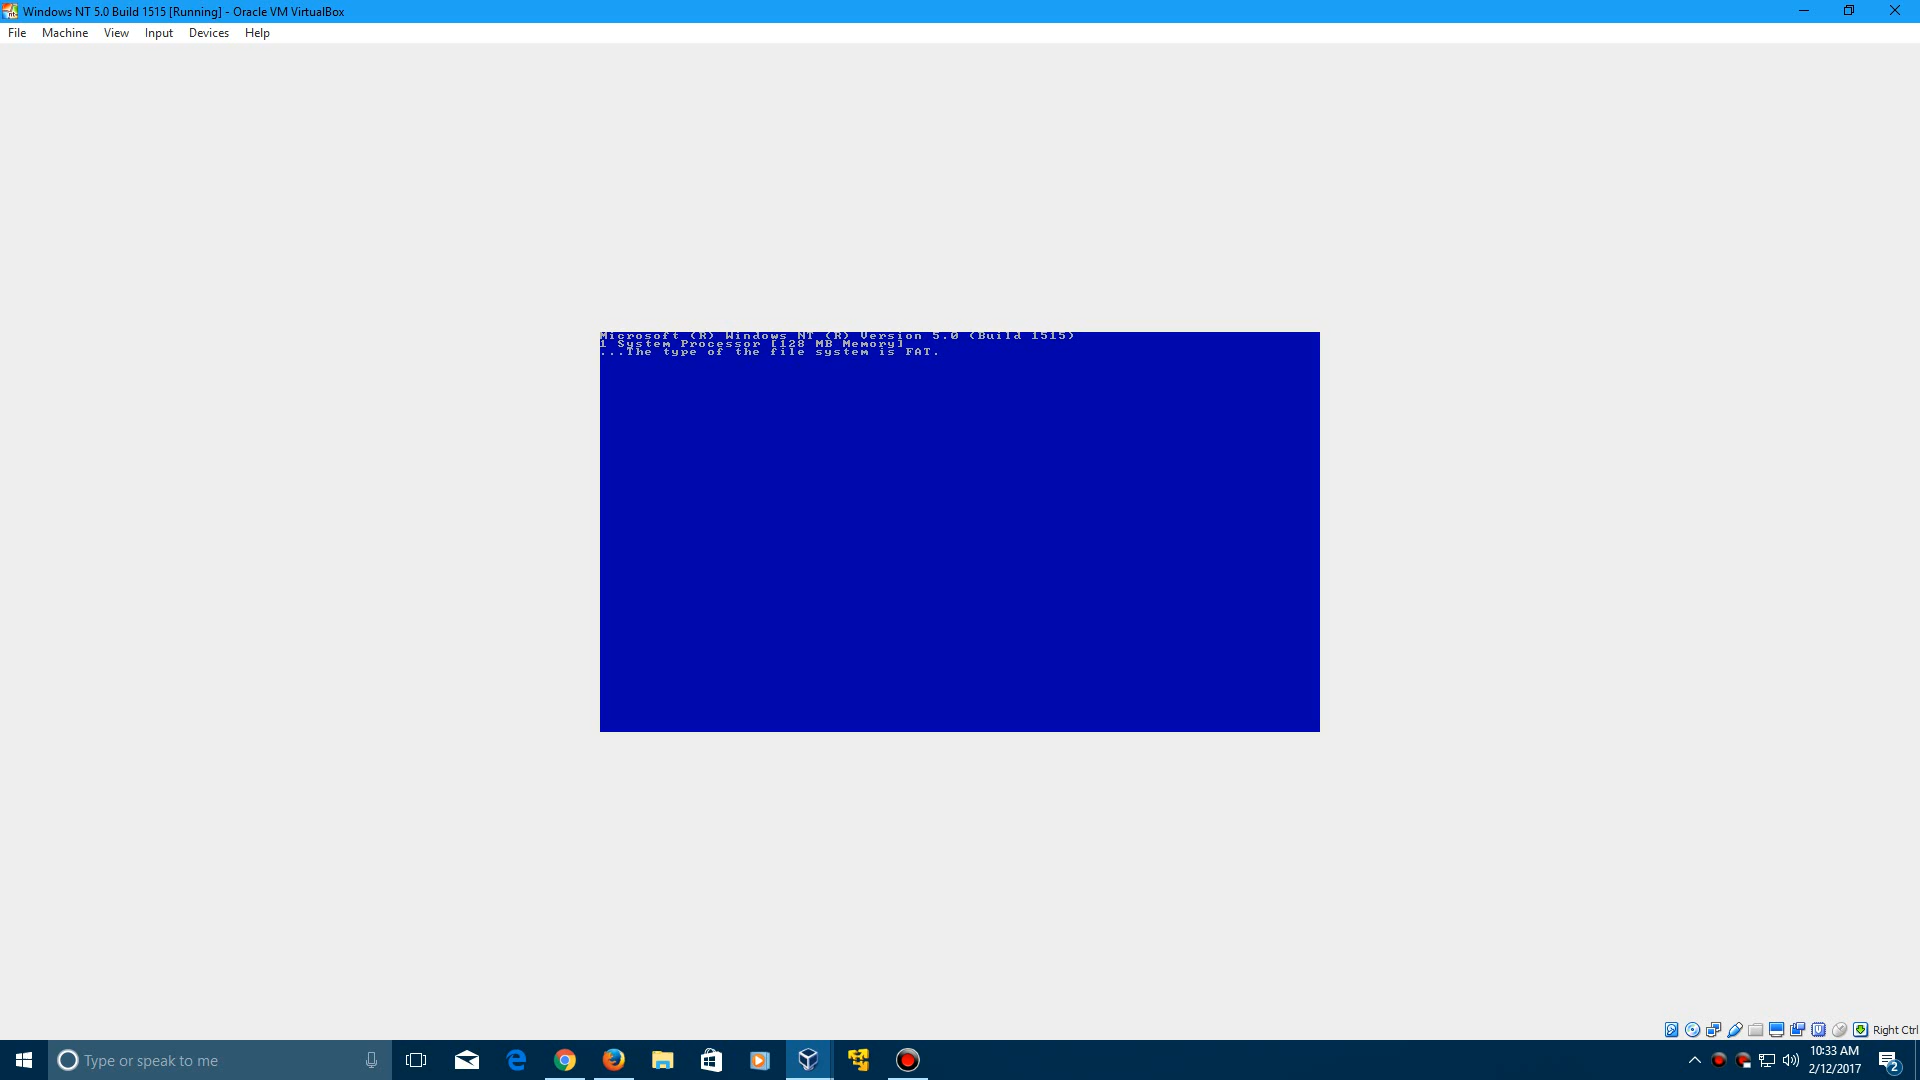 Windows NT 5.0 Build 1515 [Running] - Oracle VM VirtualBox
File Machine View Input Devices Help
Microsoft (R) Windows NT (R) Version 5.0 (Build 1515)
1 System Processor [128 MB Memory]
...The type of the file system is FAT.
Right Ctrl
Type or speak to me
10:33 AM
2/12/2017
2